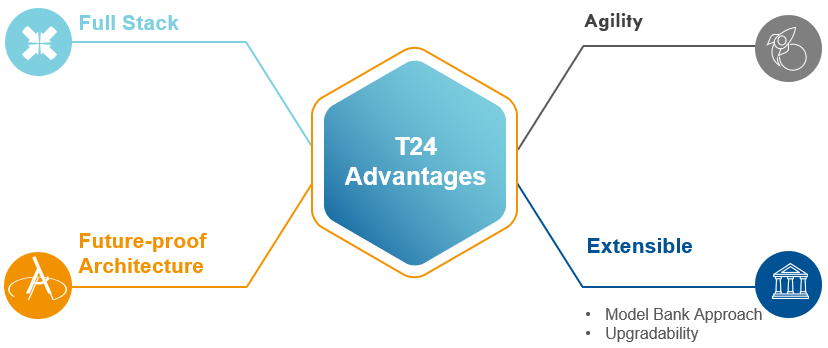 Full Stack
Agility
T24
Advantages
Future-proof
Architecture
Extensible
• Model Bank Approach
• Upgradability